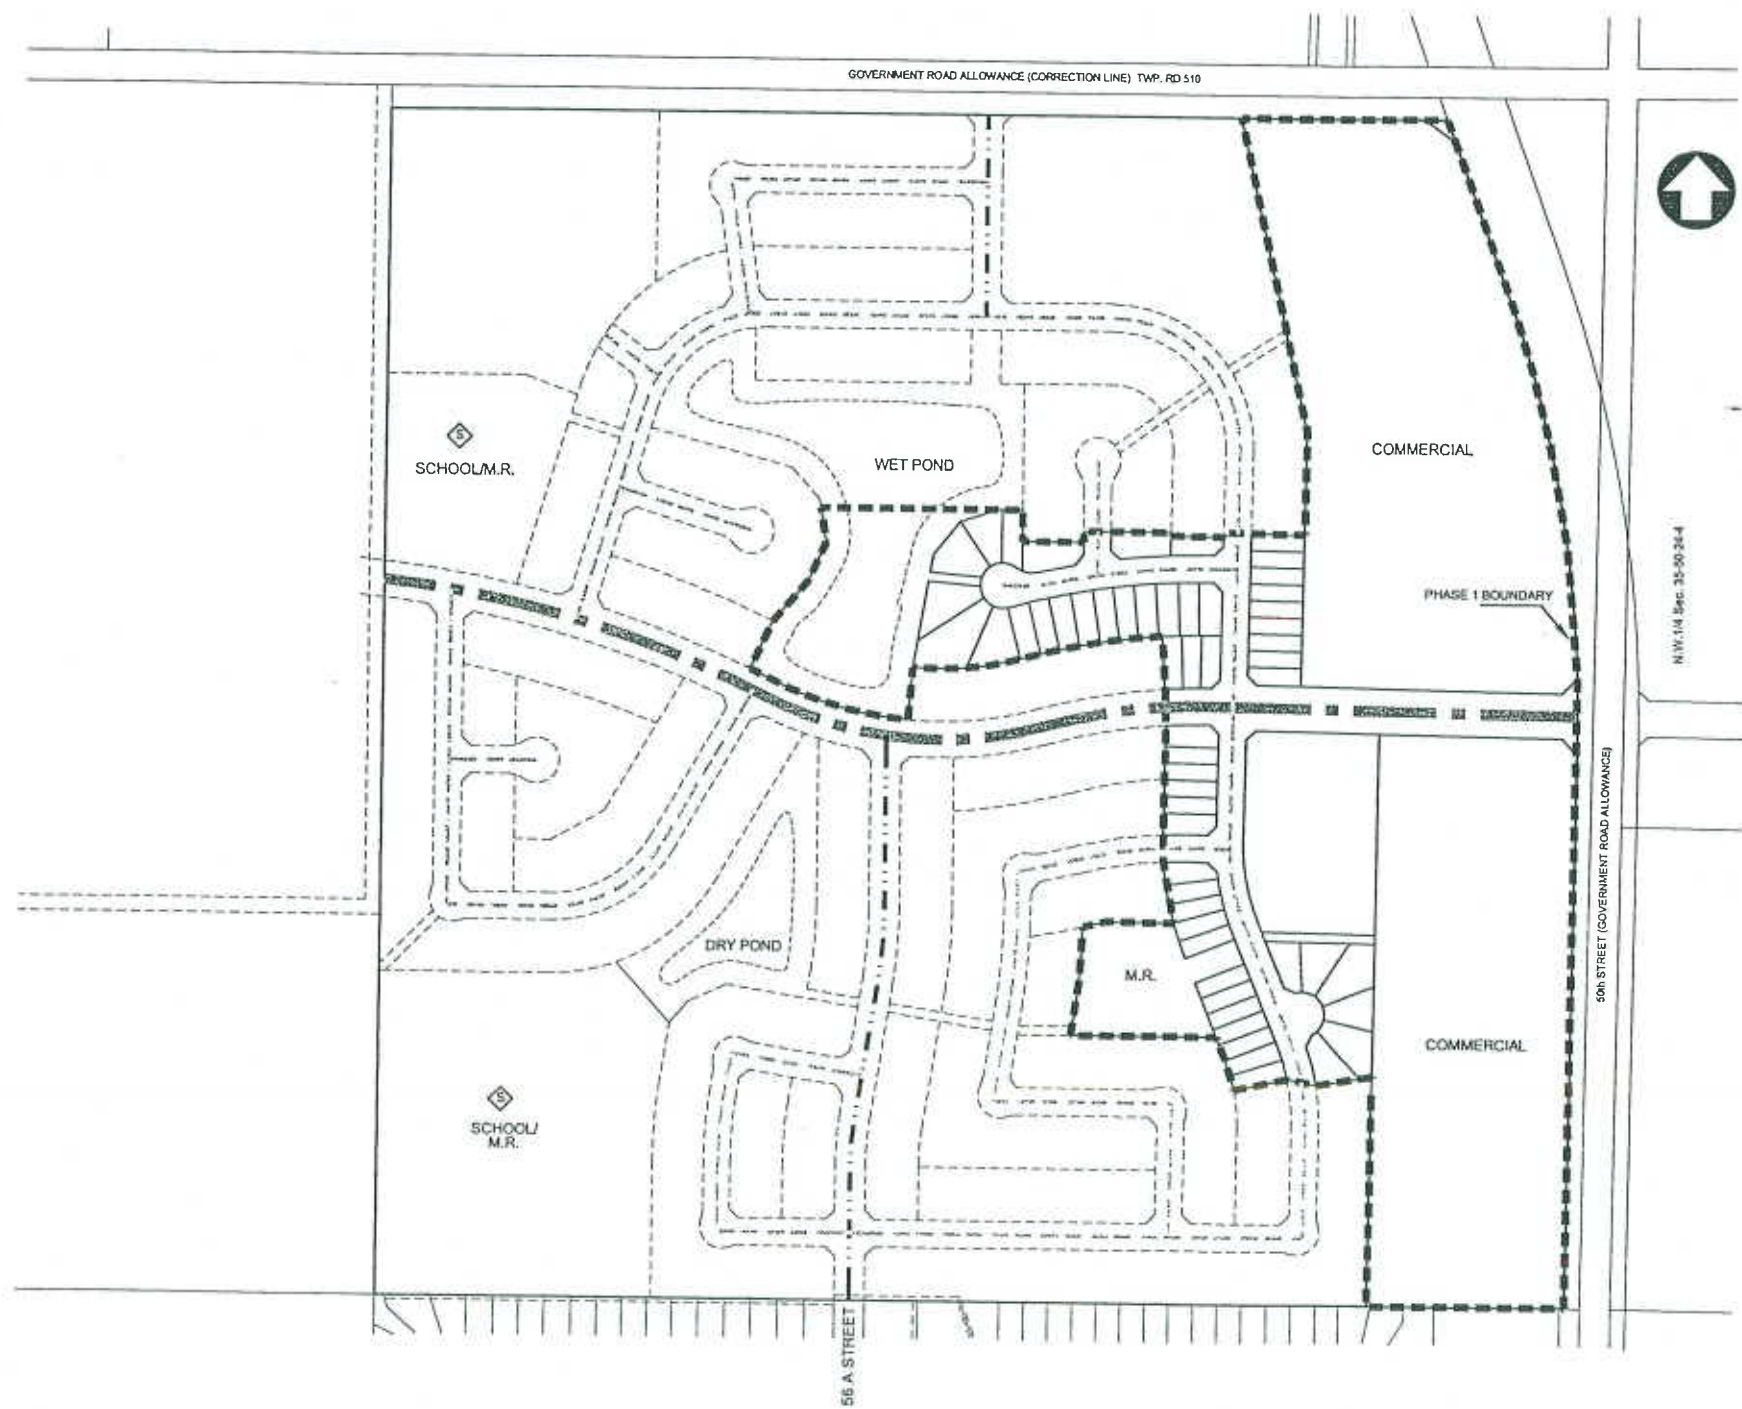 GOVERNMENT ROAD ALLOWANCE (CORRECTION LINE) TWP. RD 510
S
SCHOOL/M.R.
WET POND
COMMERCIAL
PHASE 1 BOUNDARY
N.W.1/4 Sec. 35-50-24-4
50th STREET (GOVERNMENT ROAD ALLOWANCE)
DRY POND
M.R.
COMMERCIAL
S
SCHOOL/
M.R.
56 A STREET